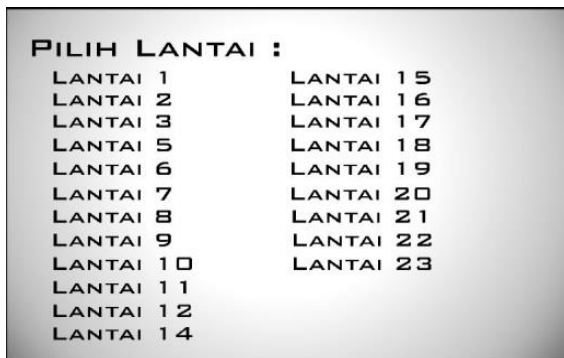 PILIH LANTAI :
LANTAI 1
LANTAI 2
LANTAI 3
LANTAI 5
LANTAI 6
LANTAI 7
LANTAI 8
LANTAI 9
LANTAI 10
LANTAI 11
LANTAI 12
LANTAI 14
LANTAI 15
LANTAI 16
LANTAI 17
LANTAI 18
LANTAI 19
LANTAI 20
LANTAI 21
LANTAI 22
LANTAI 23